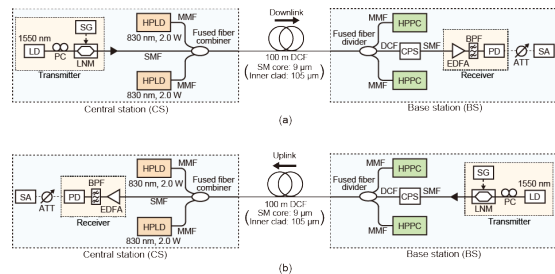 SG
1550 nm
LD
PC
LNM
Transmitter
HPLD
MMF
830 nm, 2.0 W
SMF
MMF
HPLD
830 nm, 2.0 W
Fused fiber
combiner
Central station (CS)
Downlink
100 m DCF
( SM core: 9 µm
Inner clad: 105 µm )
Fused fiber
divider
MMF
HPPC
DCF
CPS
SMF
MMF
HPPC
BPF
EDFA
PD
Receiver
ATT
SA
Base station (BS)
(a)
SA
ATT
BPF
PD
EDFA
Receiver
HPLD
MMF
830 nm, 2.0 W
SMF
MMF
HPLD
830 nm, 2.0 W
Fused fiber
combiner
Central station (CS)
Uplink
100 m DCF
( SM core: 9 µm
Inner clad: 105 µm )
Fused fiber
divider
MMF
HPPC
DCF
CPS
SMF
MMF
HPPC
SG
1550 nm
LNM
PC
LD
Transmitter
Base station (BS)
(b)